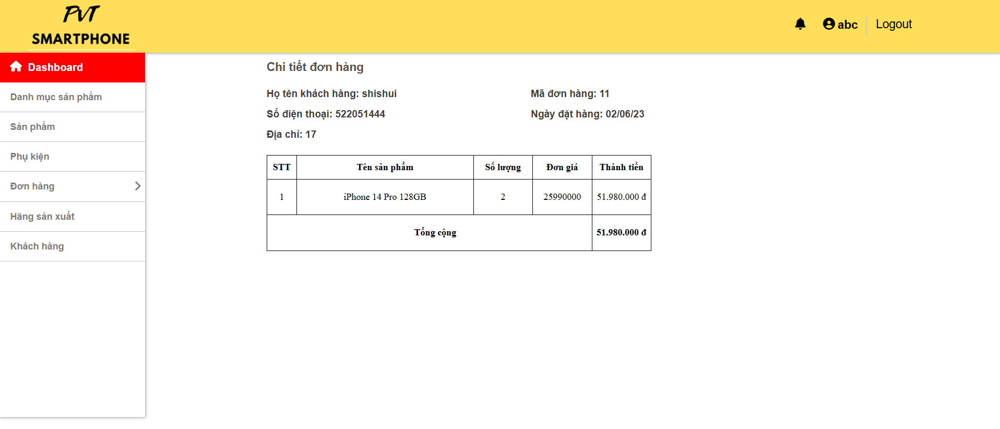 PVT
SMARTPHONE
abc
Logout
Dashboard
Danh mục sản phẩm
Sản phẩm
Phụ kiện
Đơn hàng
Hãng sản xuất
Khách hàng
Chi tiết đơn hàng
Họ tên khách hàng: shishui
Mã đơn hàng: 11
Số điện thoại: 522051444
Ngày đặt hàng: 02/06/23
Địa chỉ: 17
STT Tên sản phẩm Số lượng Đơn giá Thành tiền
1 iPhone 14 Pro 128GB 2 25990000 51.980.000 đ
Tổng cộng 51.980.000 đ